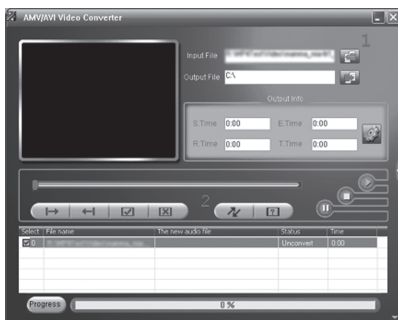 AMV/AVI Video Converter
1
Input File
Output File C:\
Output Info
S.Time 0:00 E.Time 0:00
R.Time 0:00 T.Time 0:00
2
Select File name The new audio file Status Time
0 Unconvert 0:00
Progress 0 %